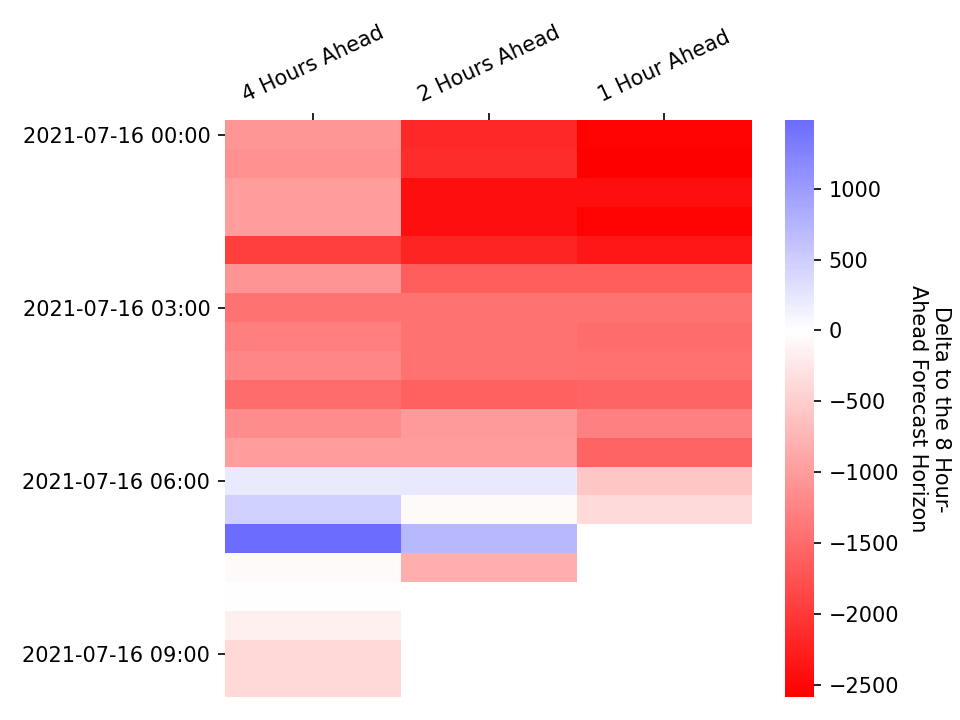 4 Hours Ahead
2 Hours Ahead
1 Hour Ahead
2021-07-16 00:00
2021-07-16 03:00
2021-07-16 06:00
2021-07-16 09:00
1000
500
0
−500
−1000
−1500
−2000
−2500
Delta to the 8 Hour-
Ahead Forecast Horizon